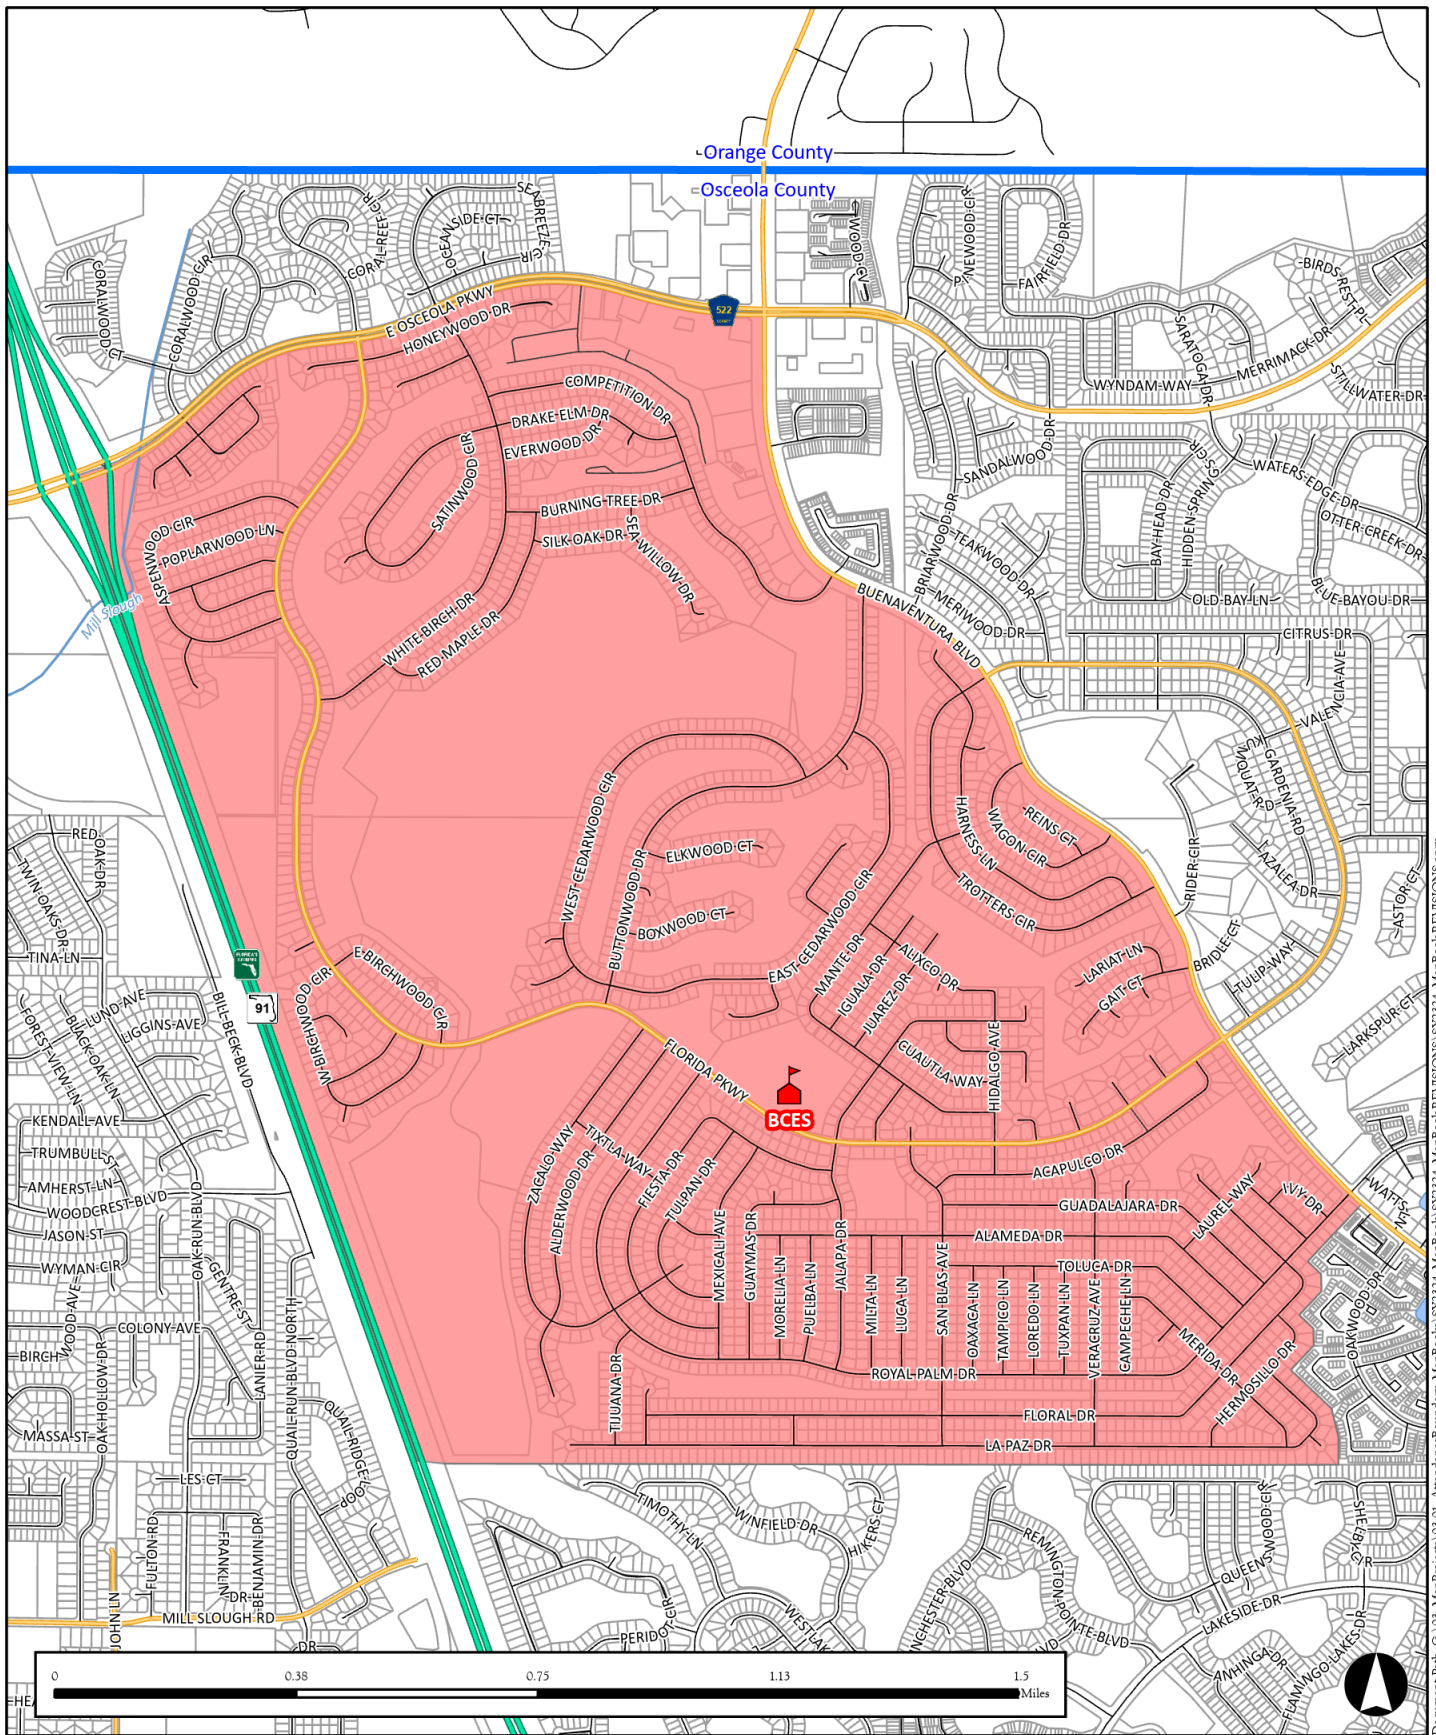 Orange County
Osceola County
SEABREEZE CIR
OCEANSIDE CT
CORAL REEF CIR
CORALWOOD CIR
CORALWOOD CT
PINEWOOD CIR
FAIRFIELD DR
BIRDS REST PL
522
E OSCEOLA PKWY
HONEYWOOD DR
SARATOGA DR
MERRIMACK DR
STILLWATER DR
WYNDAM WAY
COMPETITION DR
DRAKE ELM DR
EVERWOOD DR
SATINWOOD CIR
SANDALWOOD DR
WATERS EDGE DR
HIDDEN SPRINGS CIR
BAY HEAD DR
OTTER CREEK DR
BURNING TREE DR
SILK OAK DR
SEA WILLOW DR
ASPENWOOD CIR
POPLARWOOD LN
BRIARWOOD DR
TEAKWOOD DR
MERIWOOD DR
OLD BAY LN
BLUE BAYOU DR
Mill Slough
BUENAVENTURA BLVD
CITRUS DR
WHITE BIRCH DR
RED MAPLE DR
VALENCIA AVE
KUMQUAT RD
GARDENIA RD
WEST CEDARWOOD CIR
BUTTONWOOD DR
ELKWOOD CT
BOXWOOD CT
REINS CT
WAGON CIR
HARNESS LN
TROTTERS CIR
RIDER CIR
AZALEA DR
ASTOR CT
RED OAK DR
TWIN OAKS DR
TINA LN
EAST CEDARWOOD CIR
MANTE DR
IGUALA DR
JUAREZ DR
ALIXCO DR
LARIAT LN
GAIT CT
BRIDLE CT
TULIP WAY
E BIRCHWOOD CIR
W BIRCHWOOD CIR
91
BILL BECK BLVD
LUND AVE
LIGGINS AVE
BLACK OAK LN
FOREST VIEW LN
LARKSPUR CT
FLORIDA PKWY
CUAUTLA WAY
HIDALGO AVE
BCES
KENDALL AVE
TRUMBULL ST
AMHERST LN
WOODCREST BLVD
JASON ST
WYMAN CIR
OAK RUN BLVD
GENTRE ST
ZACALO WAY
TIXTLA WAY
ALDERWOOD DR
FIESTA DR
TULIPAN DR
ACAPULCO DR
GUADALAJARA DR
LAUREL WAY
IVY DR
WATTS LN
ALAMEDA DR
TOLUCA DR
MEXICALI AVE
GUAYMAS DR
MORELIA LN
PUELBA LN
JALAPA DR
MILTA LN
LUCA LN
SAN BLAS AVE
OAXACA LN
TAMPICO LN
LOREDO LN
TUXPAN LN
VERACRUZ AVE
CAMPECHE LN
OAKWOOD DR
WOOD AVE
COLONY AVE
BIRCH
LANIER RD
QUAIL RUN BLVD NORTH
OAK HOLLOW DR
MERIDA DR
HERMOSILLO DR
ROYAL PALM DR
TIJUANA DR
FLORAL DR
LA PAZ DR
MASSA ST
QUAIL RIDGE LOOP
LES CT
FULTON RD
FRANKLIN DR
BENJAMIN DR
TIMOTHY LN
WINFIELD DR
HIKERS CT
REMINGTON POINTE BLVD
QUEENSWOOD CIR
SHELBY CIR
LAKESIDE DR
JOHN LN
MILL SLOUGH RD
DR
PERIDOT CIR
ANHINGA DR
FLAMINGO LAKES DR
0 0.38 0.75 1.13 1.5
Miles